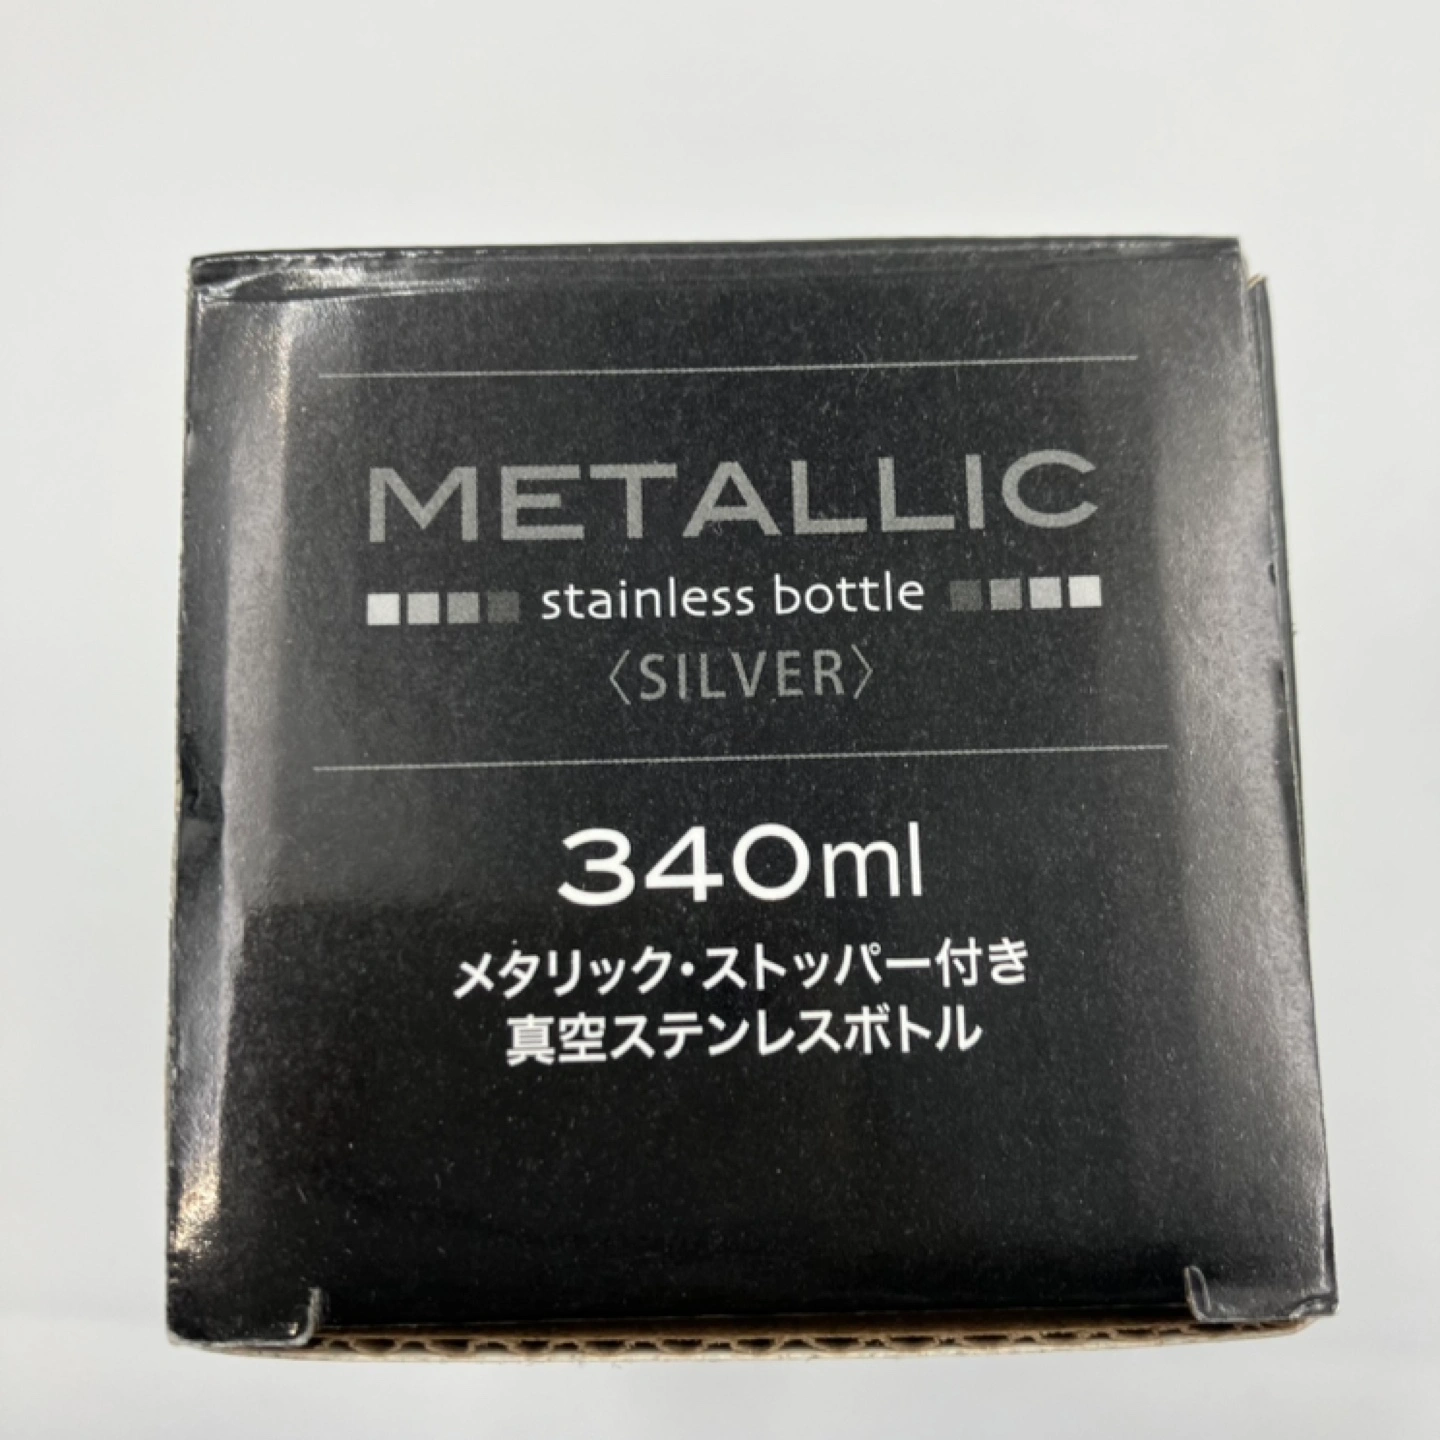 METALLIC
stainless bottle
〈SILVER〉
340ml
メタリック・ストッパー付き
真空ステンレスボトル